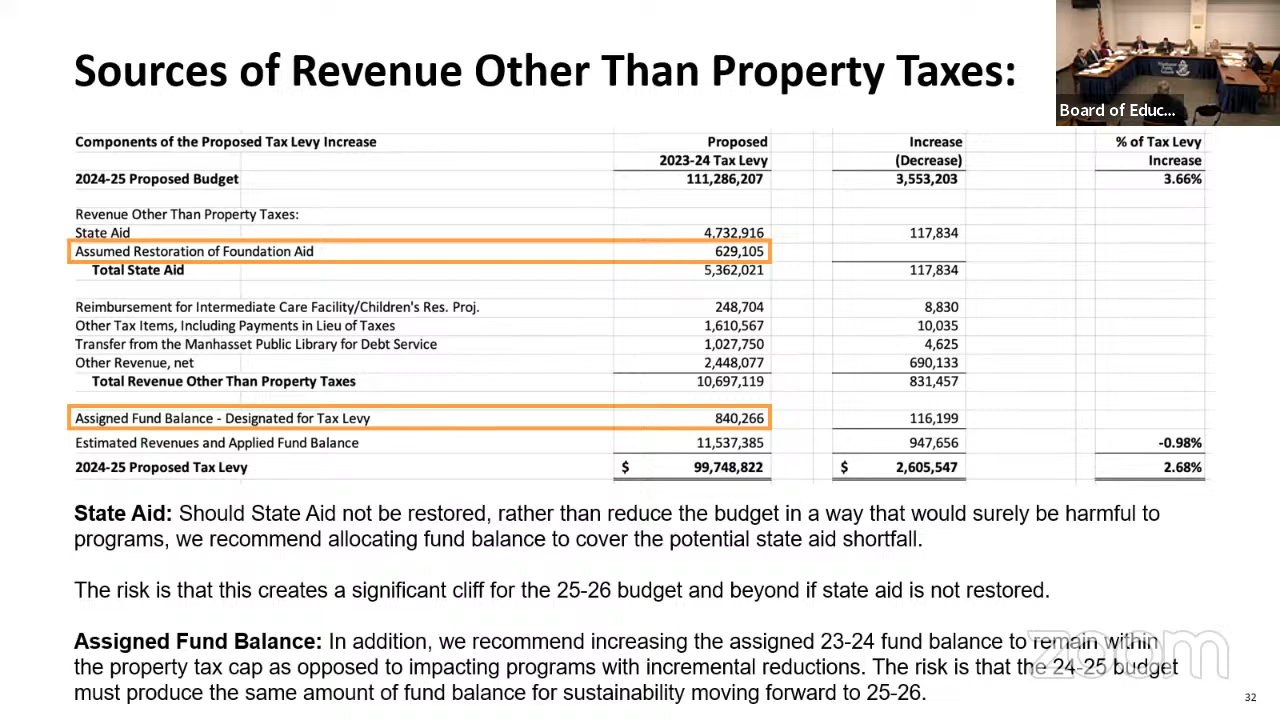 Sources of Revenue Other Than Property Taxes:
Board of Educ...
Components of the Proposed Tax Levy Increase Proposed Increase % of Tax Levy
2023-24 Tax Levy (Decrease) Increase
2024-25 Proposed Budget 111,286,207 3,553,203 3.66%
Revenue Other Than Property Taxes:
State Aid 4,732,916 117,834
Assumed Restoration of Foundation Aid 629,105
Total State Aid 5,362,021 117,834
Reimbursement for Intermediate Care Facility/Children's Res. Proj. 248,704 8,830
Other Tax Items, Including Payments in Lieu of Taxes 1,610,567 10,035
Transfer from the Manhasset Public Library for Debt Service 1,027,750 4,625
Other Revenue, net 2,448,077 690,133
Total Revenue Other Than Property Taxes 10,697,119 831,457
Assigned Fund Balance - Designated for Tax Levy 840,266 116,199
Estimated Revenues and Applied Fund Balance 11,537,385 947,656 -0.98%
2024-25 Proposed Tax Levy $ 99,748,822 $ 2,605,547 2.68%
State Aid: Should State Aid not be restored, rather than reduce the budget in a way that would surely be harmful to
programs, we recommend allocating fund balance to cover the potential state aid shortfall.
The risk is that this creates a significant cliff for the 25-26 budget and beyond if state aid is not restored.
Assigned Fund Balance: In addition, we recommend increasing the assigned 23-24 fund balance to remain within
the property tax cap as opposed to impacting programs with incremental reductions. The risk is that the 24-25 budget
must produce the same amount of fund balance for sustainability moving forward to 25-26.
zoom
32